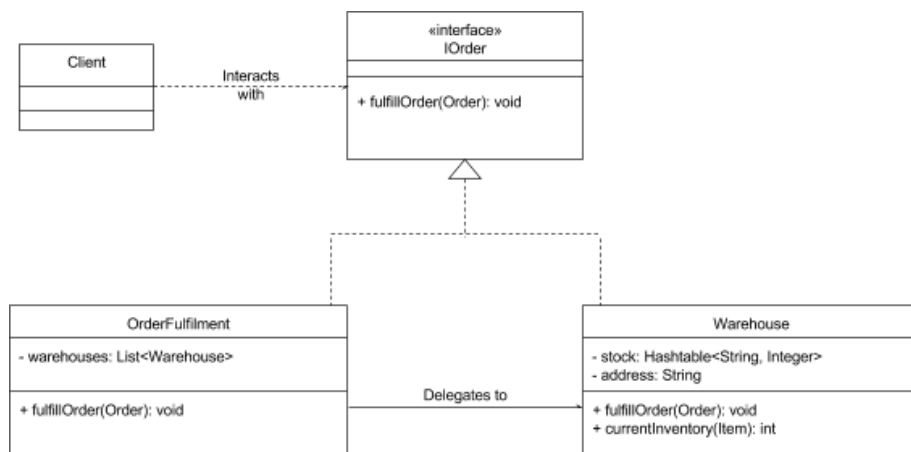 Client
Interacts
with
«interface»
IOrder
+ fulfillOrder(Order): void
OrderFulfilment
- warehouses: List<Warehouse>
+ fulfillOrder(Order): void
Delegates to
Warehouse
- stock: Hashtable<String, Integer>
- address: String
+ fulfillOrder(Order): void
+ currentInventory(Item): int